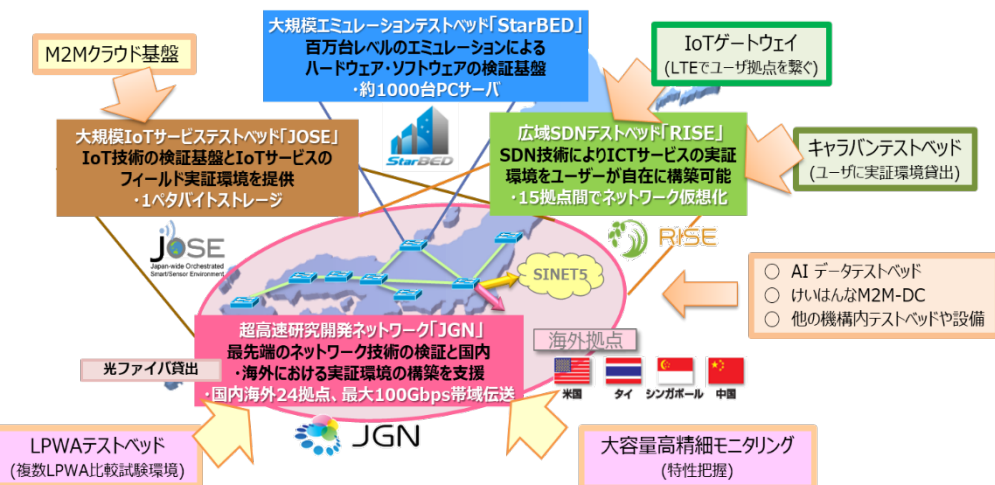 大規模エミュレーションテストベッド「StarBED」
百万台レベルのエミュレーションによる
ハードウェア・ソフトウェアの検証基盤
・約1000台PCサーバ
M2Mクラウド基盤
IoTゲートウェイ
(LTEでユーザ拠点を繋ぐ)
大規模IoTサービステストベッド「JOSE」
IoT技術の検証基盤とIoTサービスの
フィールド実証環境を提供
・1ペタバイトストレージ
StarBED
広域SDNテストベッド「RISE」
SDN技術によりICTサービスの実証
環境をユーザーが自在に構築可能
・15拠点間でネットワーク仮想化
キャラバンテストベッド
(ユーザに実証環境貸出)
JOSE
Japan-wide Orchestrated
Smart/Sensor Environment
RISE
SINET5
○ AI データテストベッド
○ けいはんなM2M-DC
○ 他の機構内テストベッドや設備
超高速研究開発ネットワーク「JGN」
最先端のネットワーク技術の検証と国内
・海外における実証環境の構築を支援
・国内海外24拠点、最大100Gbps帯域伝送
海外拠点
光ファイバ貸出
米国 タイ シンガポール 中国
JGN
LPWAテストベッド
(複数LPWA比較試験環境)
大容量高精細モニタリング
(特性把握)